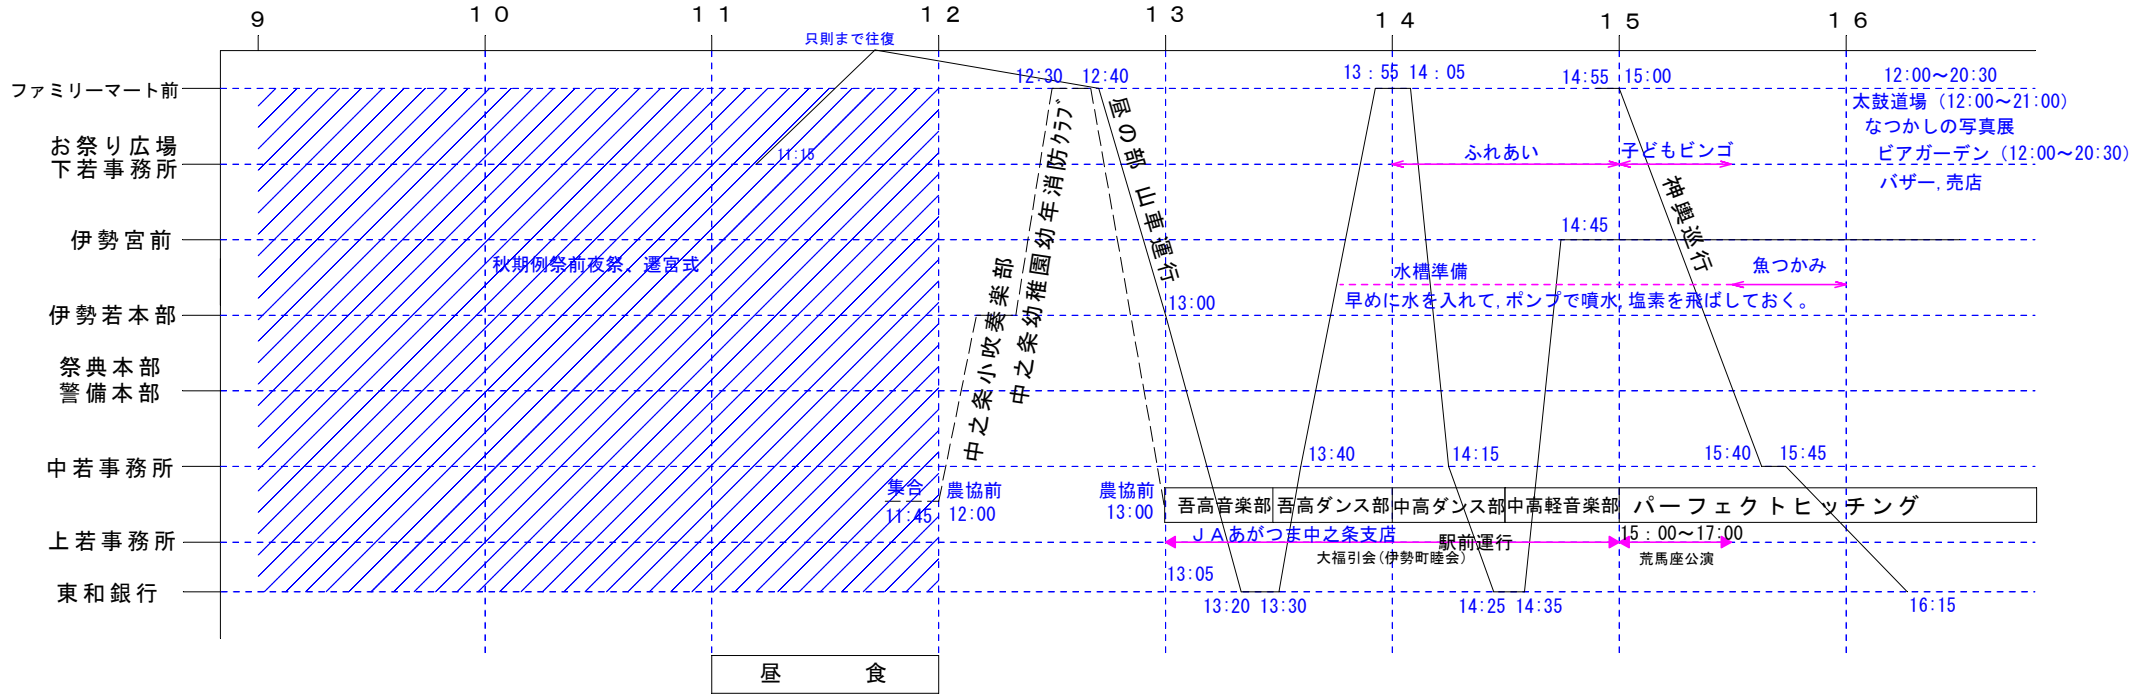 9
10
11
12
13
14
15
16
只則まで往復
12:30
12:40
13:55
14:05
14:55
15:00
12:00～20:30
ファミリーマート前
太鼓道場（12:00～21:00）
なつかしの写真展
お祭り広場
下若事務所
11:15
ふれあい
子どもビンゴ
ビアガーデン（12:00～20:30）
バザー,売店
昼の部 山車運行
中之条小吹奏楽部
中之条幼稚園幼年消防クラブ
神輿巡行
伊勢宮前
14:45
秋期例祭前夜祭、遷宮式
水槽準備
魚つかみ
早めに水を入れて,ポンプで噴水,塩素を飛ばしておく。
伊勢若本部
13:00
祭典本部
警備本部
中若事務所
13:40
14:15
15:40
15:45
集合
11:45
農協前
12:00
農協前
13:00
吾高音楽部
吾高ダンス部
中高ダンス部
中高軽音楽部
パーフェクトヒッチング
上若事務所
ＪＡあがつま中之条支店
駅前運行
15:00～17:00
大福引会(伊勢町睦会)
荒馬座公演
東和銀行
13:05
13:20
13:30
14:25
14:35
16:15
昼 食